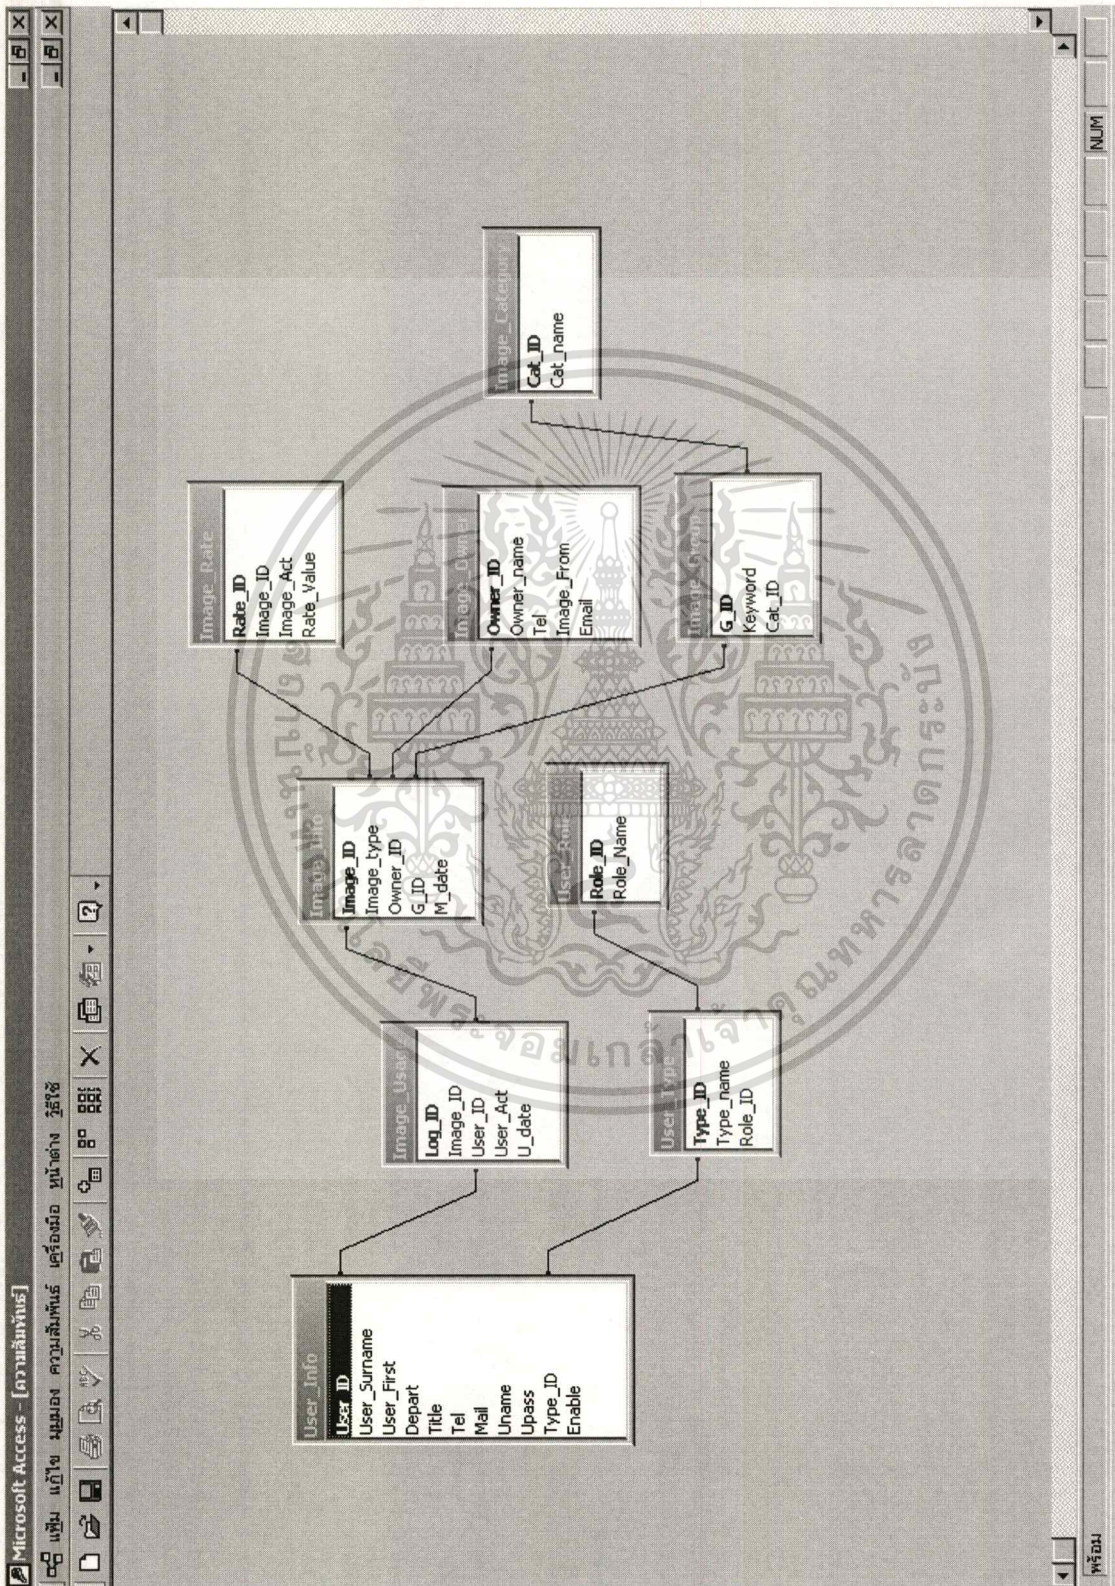 Microsoft Access - [ความสัมพันธ์]
แฟ้ม แก้ไข มุมมอง ความสัมพันธ์ เครื่องมือ หน้าต่าง วิธีใช้
User_Info
User_ID
User_Surname
User_First
Depart
Title
Tel
Mail
Uname
Upass
Type_ID
Enable
Image_Usage
Log_ID
Image_ID
User_ID
User_Act
U_date
User_Type
Type_ID
Type_name
Role_ID
Image_Info
Image_ID
Image_type
Owner_ID
G_ID
M_date
User_Role
Role_ID
Role_Name
Image_Rate
Rate_ID
Image_ID
Image_Act
Rate_Value
Image_Owner
Owner_ID
Owner_name
Tel
Image_From
Email
Image_Group
G_ID
Keyword
Cat_ID
Image_Category
Cat_ID
Cat_name
พร้อม
NUM